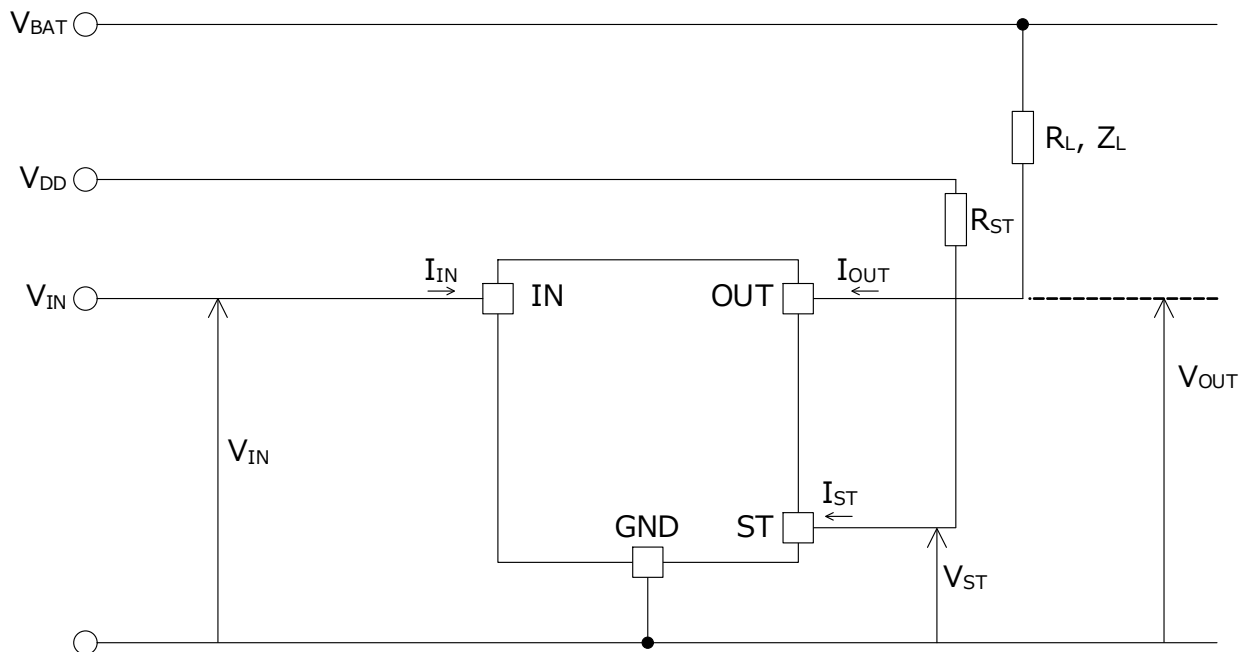 VBAT
RL, ZL
VDD
RST
IIN
IOUT
VIN
IN
OUT
VOUT
VIN
IST
GND
ST
VST